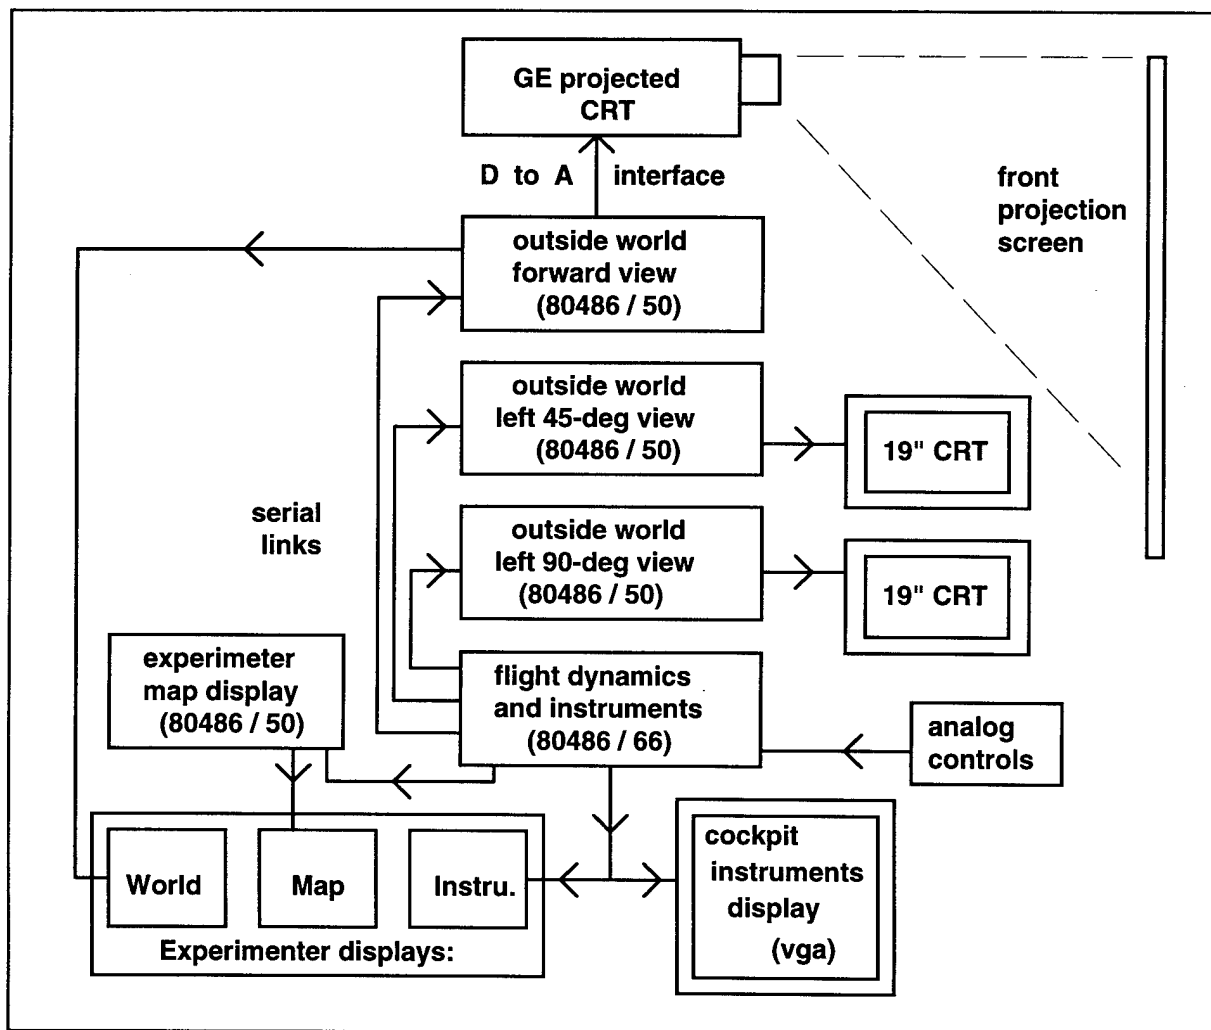 GE projected
CRT
D to A interface
front
projection
screen
outside world
forward view
(80486 / 50)
outside world
left 45-deg view
(80486 / 50)
19" CRT
serial
links
outside world
left 90-deg view
(80486 / 50)
19" CRT
experimeter
map display
(80486 / 50)
flight dynamics
and instruments
(80486 / 66)
analog
controls
World
Map
Instru.
Experimenter displays:
cockpit
instruments
display
(vga)